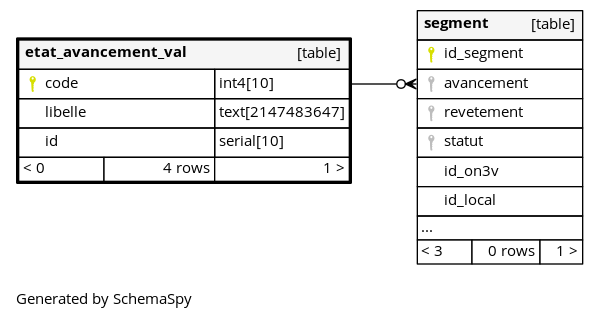 etat_avancement_val [table]
code int4[10]
libelle text[2147483647]
id serial[10]
< 0 4 rows 1 >
segment [table]
id_segment
avancement
revetement
statut
id_on3v
id_local
...
< 3 0 rows 1 >
Generated by SchemaSpy